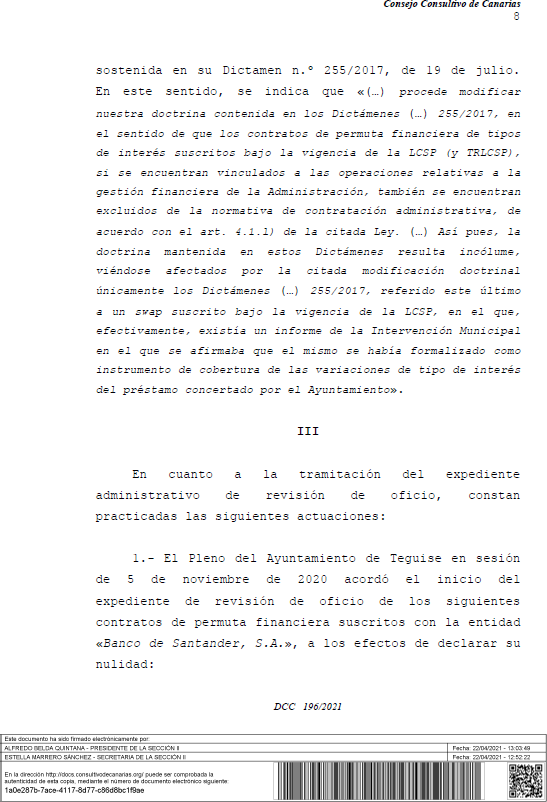 Consejo Consultivo de Canarias
8
sostenida en su Dictamen n.º 255/2017, de 19 de julio.
En este sentido, se indica que «(…) procede modificar
nuestra doctrina contenida en los Dictámenes (…) 255/2017, en
el sentido de que los contratos de permuta financiera de tipos
de interés suscritos bajo la vigencia de la LCSP (y TRLCSP),
si se encuentran vinculados a las operaciones relativas a la
gestión financiera de la Administración, también se encuentran
excluidos de la normativa de contratación administrativa, de
acuerdo con el art. 4.1.l) de la citada Ley. (…) Así pues, la
doctrina mantenida en estos Dictámenes resulta incólume,
viéndose afectados por la citada modificación doctrinal
únicamente los Dictámenes (…) 255/2017, referido este último
a un swap suscrito bajo la vigencia de la LCSP, en el que,
efectivamente, existía un informe de la Intervención Municipal
en el que se afirmaba que el mismo se había formalizado como
instrumento de cobertura de las variaciones de tipo de interés
del préstamo concertado por el Ayuntamiento».
III
En cuanto a la tramitación del expediente
administrativo de revisión de oficio, constan
practicadas las siguientes actuaciones:
1.- El Pleno del Ayuntamiento de Teguise en sesión
de 5 de noviembre de 2020 acordó el inicio del
expediente de revisión de oficio de los siguientes
contratos de permuta financiera suscritos con la entidad
«Banco de Santander, S.A.», a los efectos de declarar su
nulidad:
DCC 196/2021
Este documento ha sido firmado electrónicamente por:
ALFREDO BELDA QUINTANA - PRESIDENTE DE LA SECCIÓN II Fecha: 22/04/2021 - 13:03:49
ESTELLA MARRERO SÁNCHEZ - SECRETARIA DE LA SECCIÓN II Fecha: 22/04/2021 - 12:52:22
En la dirección http://docs.consultivodecanarias.org/ puede ser comprobada la
autenticidad de esta copia, mediante el número de documento electrónico siguiente:
1a0e287b-7ace-4117-8d77-c86d8bc1f9ae